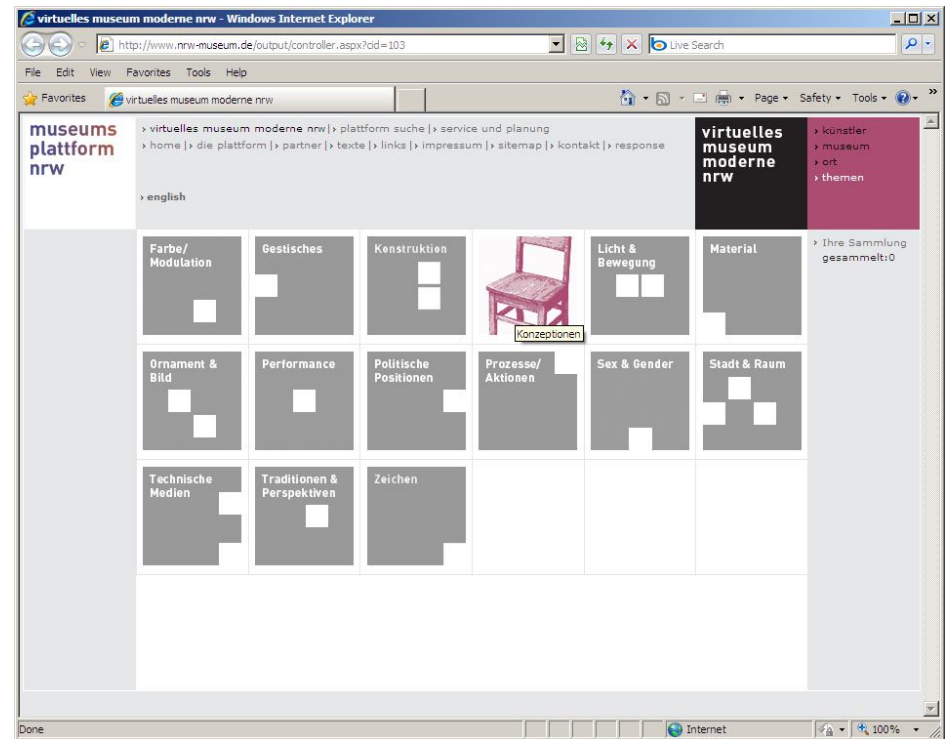 virtuelles museum moderne nrw - Windows Internet Explorer
http://www.nrw-museum.de/output/controller.aspx?cid=103
Live Search
File Edit View Favorites Tools Help
Favorites
virtuelles museum moderne nrw
Page Safety Tools »
museums
plattform
nrw
› virtuelles museum moderne nrw|› plattform suche|› service und planung
› home|› die plattform|› partner|› texte|› links|› impressum|› sitemap|› kontakt|› response
› english
virtuelles
museum
moderne
nrw
› künstler
› museum
› ort
› themen
› Ihre Sammlung
gesammelt:0
Farbe/
Modulation
Gestisches
Konstruktion
Konzeptionen
Licht &
Bewegung
Material
Ornament &
Bild
Performance
Politische
Positionen
Prozesse/
Aktionen
Sex & Gender
Stadt & Raum
Technische
Medien
Traditionen &
Perspektiven
Zeichen
Done
Internet
100%